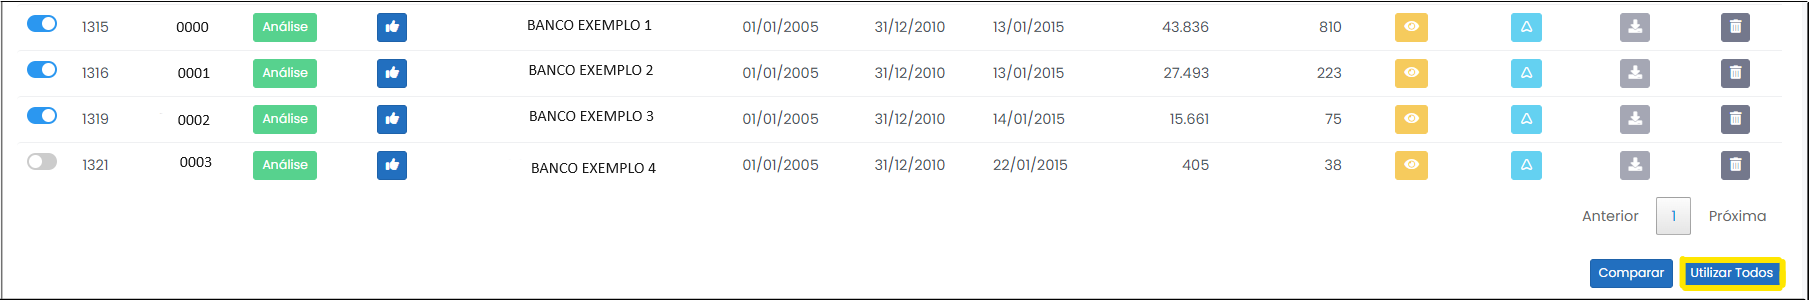 1315 0000 Análise BANCO EXEMPLO 1 01/01/2005 31/12/2010 13/01/2015 43.836 810
1316 0001 Análise BANCO EXEMPLO 2 01/01/2005 31/12/2010 13/01/2015 27.493 223
1319 0002 Análise BANCO EXEMPLO 3 01/01/2005 31/12/2010 14/01/2015 15.661 75
1321 0003 Análise BANCO EXEMPLO 4 01/01/2005 31/12/2010 22/01/2015 405 38
Anterior 1 Próxima
Comparar Utilizar Todos